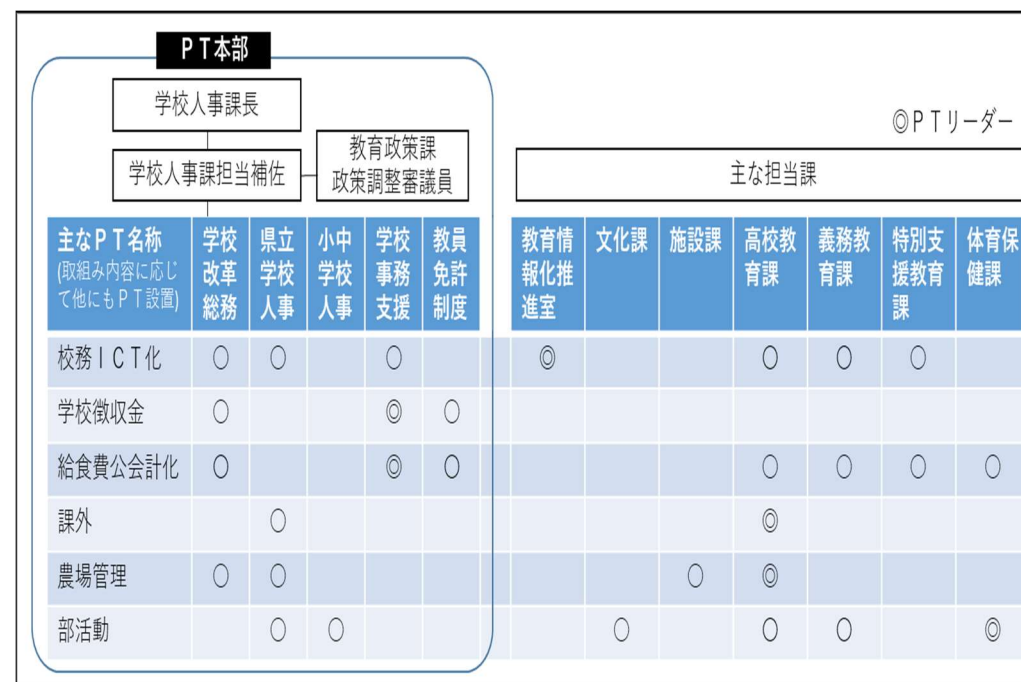 ＰＴ本部
学校人事課長
◎ＰＴリーダー
学校人事課担当補佐
教育政策課
政策調整審議員
主な担当課
主なＰＴ名称
(取組み内容に応じ
て他にもＰＴ設置)
学校
改革
総務
県立
学校
人事
小中
学校
人事
学校
事務
支援
教員
免許
制度
教育情
報化推
進室
文化課
施設課
高校教
育課
義務教
育課
特別支
援教育
課
体育保
健課
校務ＩＣＴ化 ○ ○ ○ ◎ ○ ○ ○
学校徴収金 ○ ◎ ○
給食費公会計化 ○ ◎ ○ ○ ○ ○ ○
課外 ○ ◎
農場管理 ○ ○ ○ ◎
部活動 ○ ○ ○ ○ ○ ◎